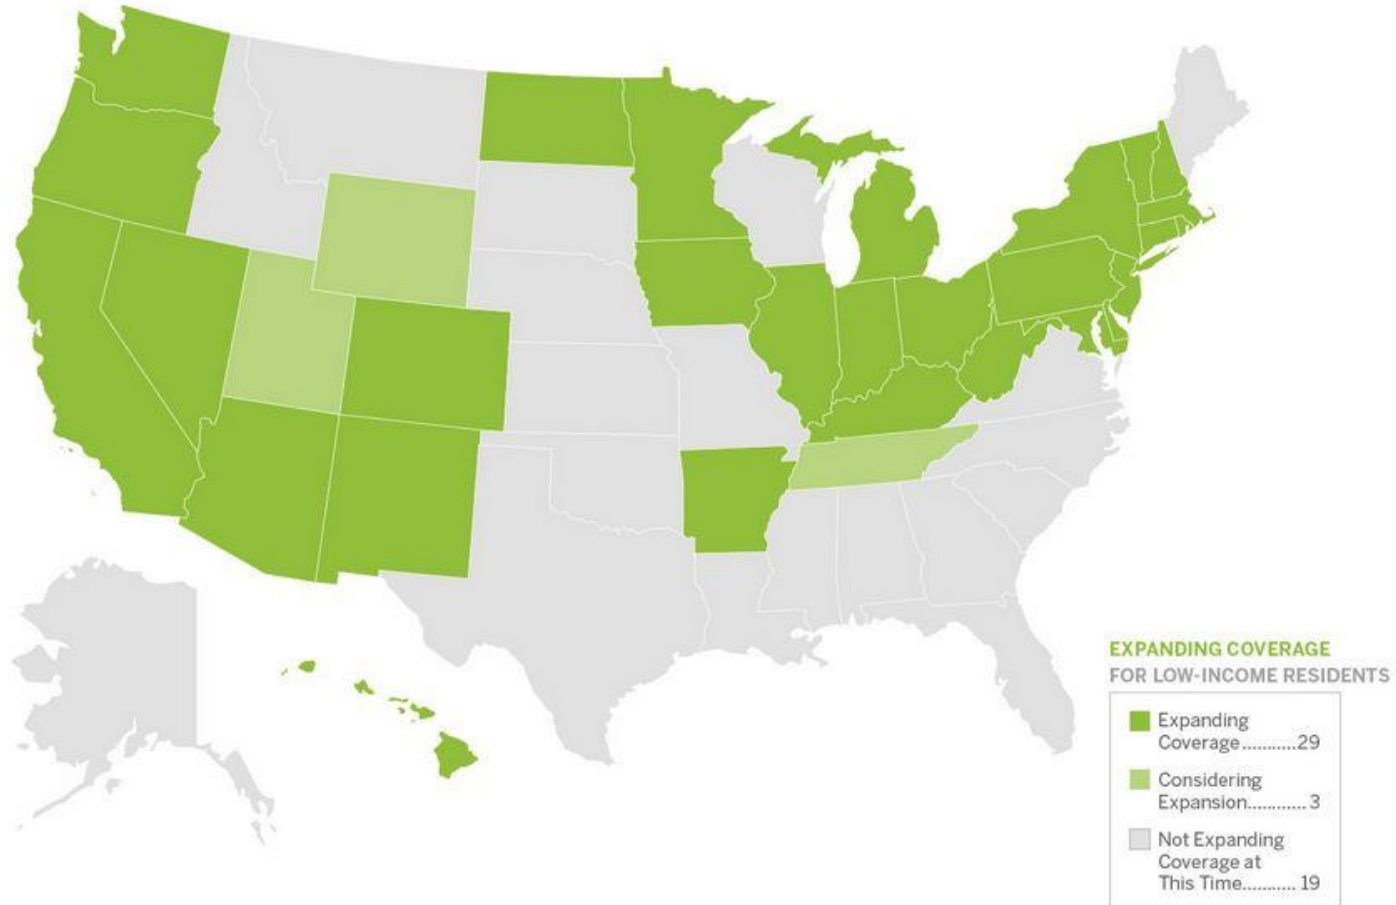 EXPANDING COVERAGE
FOR LOW-INCOME RESIDENTS
Expanding
Coverage...........29
Considering
Expansion............ 3
Not Expanding
Coverage at
This Time........... 19